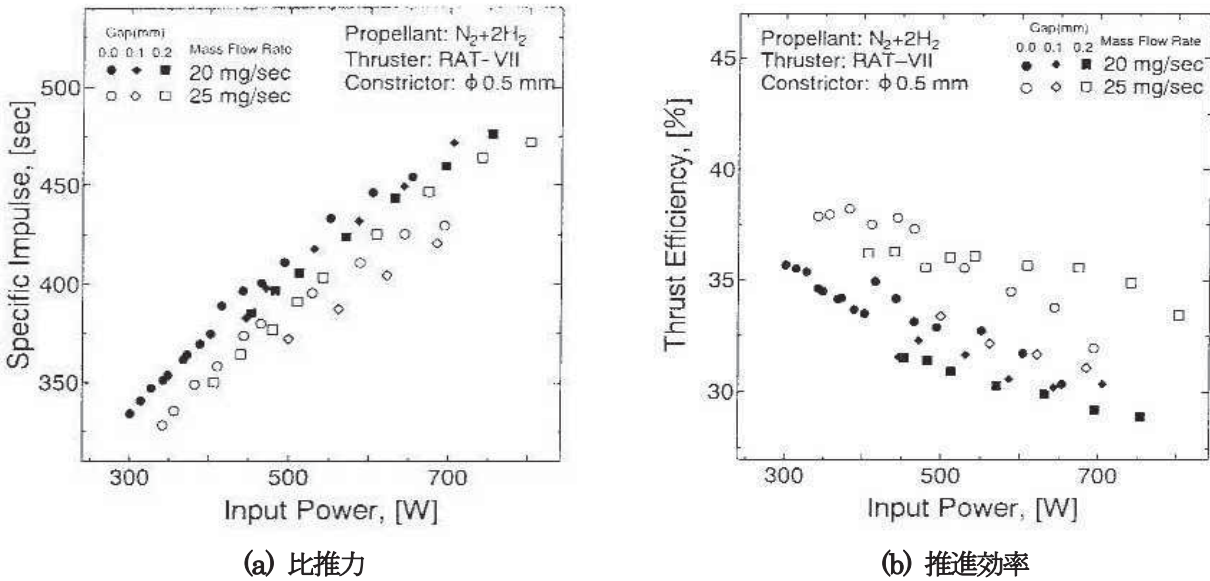 Gap(mm)
0.0 0.1 0.2 Mass Flow Rate
20 mg/sec
25 mg/sec
Propellant: N₂+2H₂
Thruster: RAT-VII
Constrictor: φ0.5 mm
Specific Impulse, [sec]
500
450
400
350
300 500 700
Input Power, [W]
(a) 比推力
Propellant: N₂+2H₂
Thruster: RAT-VII
Constrictor: φ0.5 mm
Gap(mm)
0.0 0.1 0.2 Mass Flow Rate
20 mg/sec
25 mg/sec
Thrust Efficiency, [%]
45
40
35
30
300 500 700
Input Power, [W]
(b) 推進効率